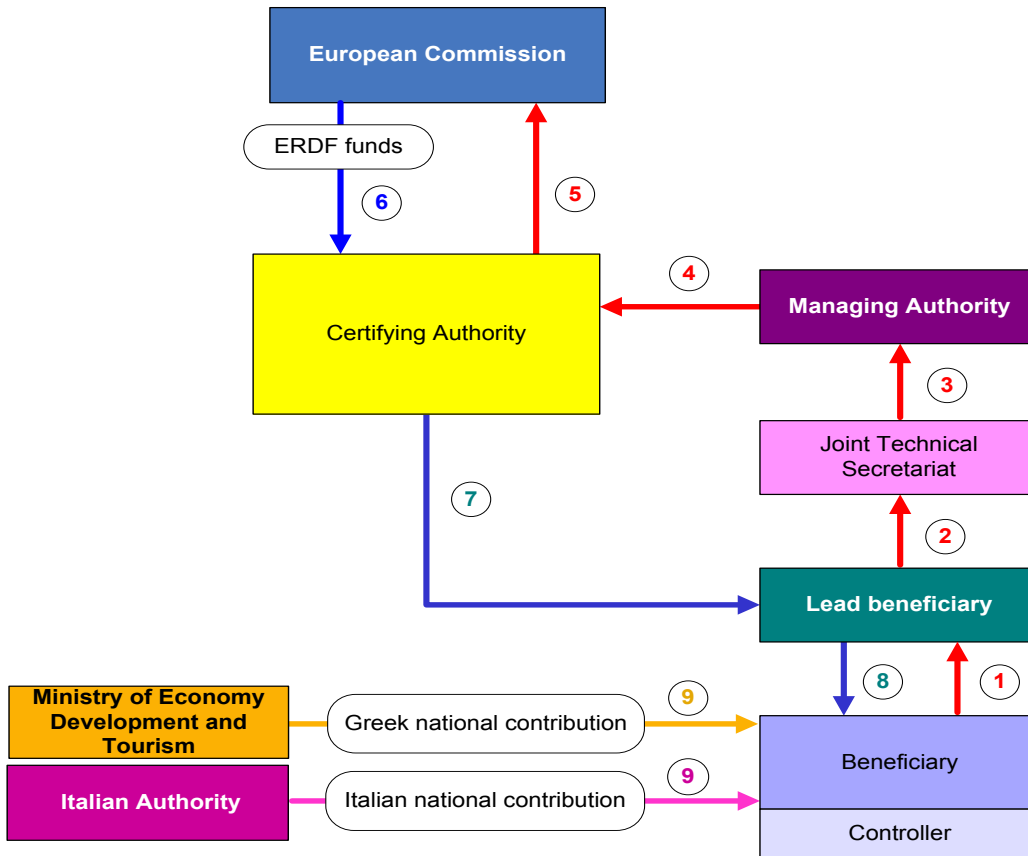 European Commission
ERDF funds
6
5
4
Certifying Authority
Managing Authority
3
Joint Technical
Secretariat
7
2
Lead beneficiary
8
1
Ministry of Economy
Development and
Tourism
Greek national contribution
9
Beneficiary
Italian Authority
Italian national contribution
9
Controller